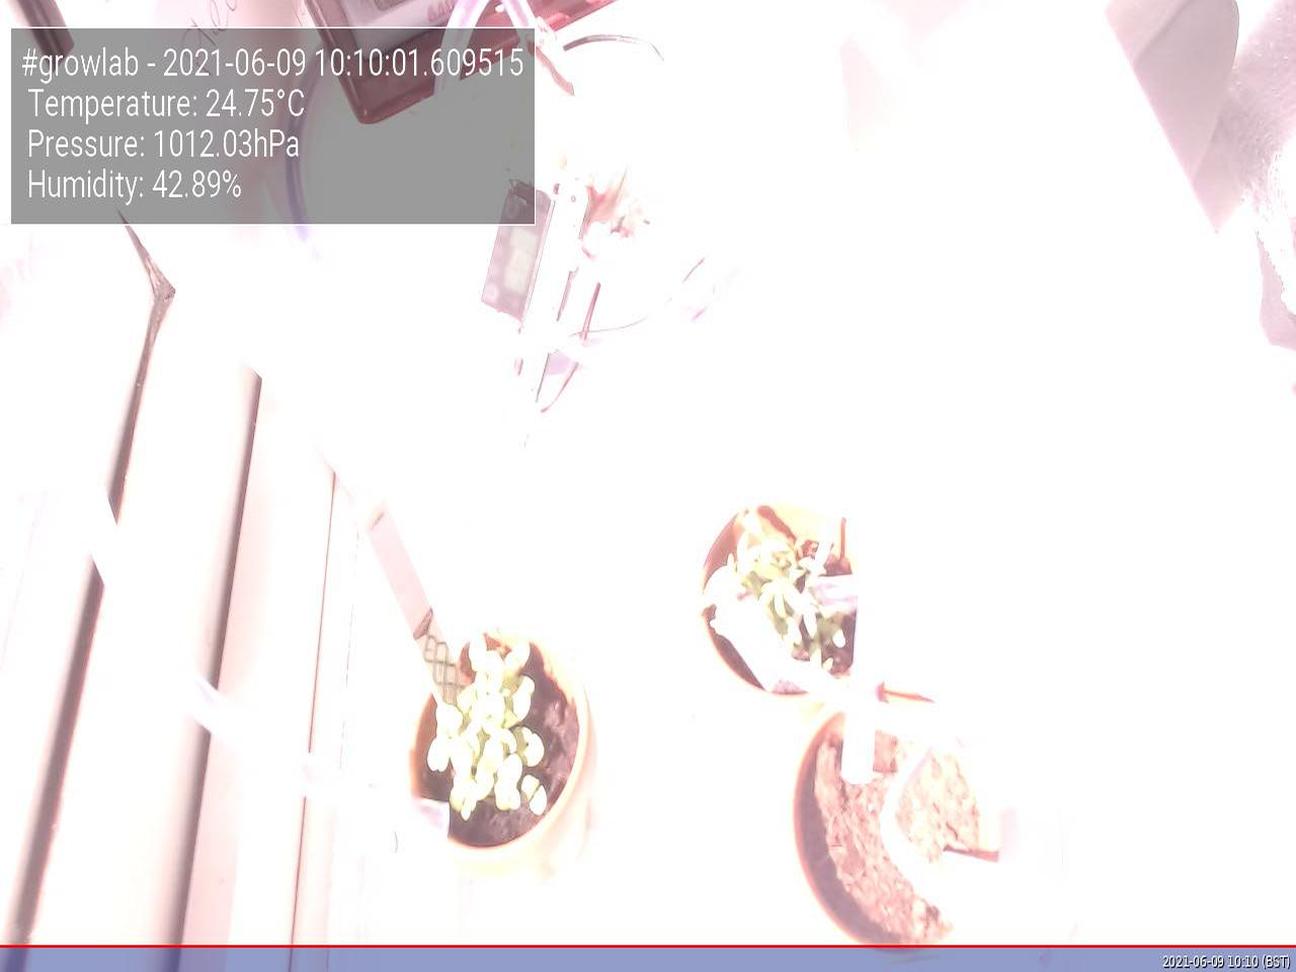 #growlab - 2021-06-09 10:10:01.609515
Temperature: 24.75°C
Pressure: 1012.03hPa
Humidity: 42.89%
2021-06-09 10:10 (BST)